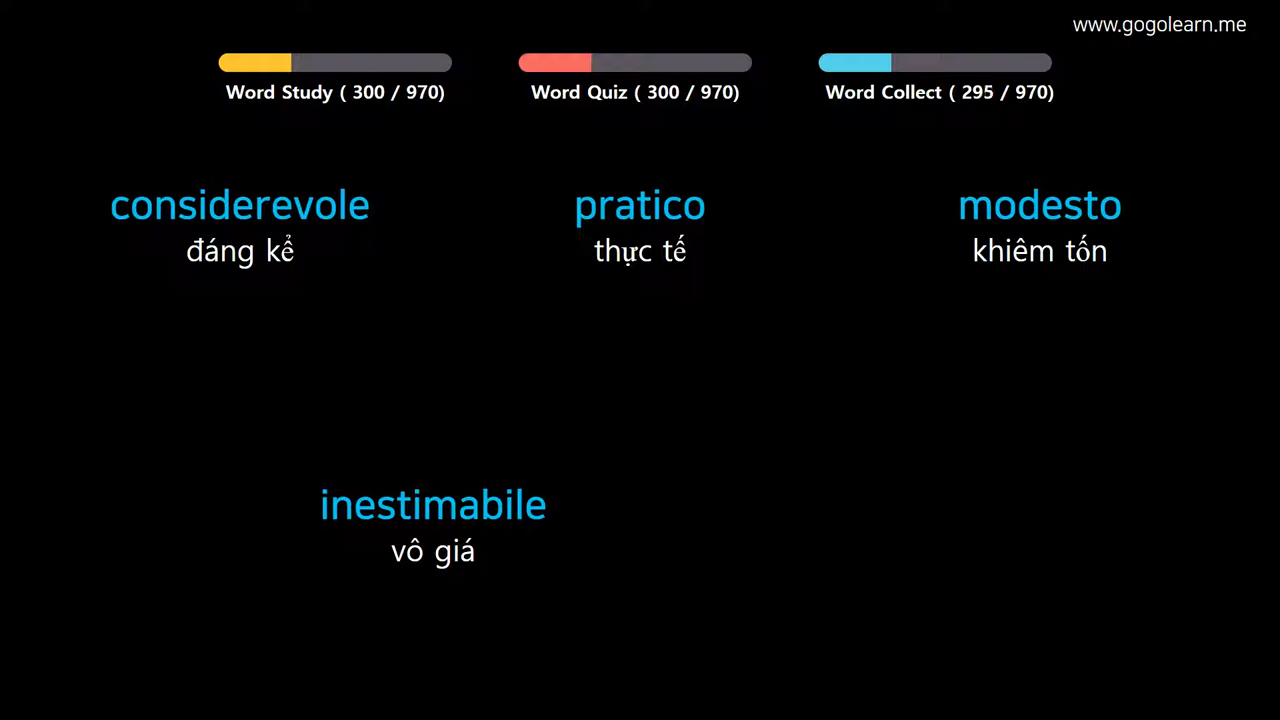 www.gogolearn.me
Word Study ( 300 / 970)
Word Quiz ( 300 / 970)
Word Collect ( 295 / 970)
considerevole
đáng kể
pratico
thực tế
modesto
khiêm tốn
inestimabile
vô giá